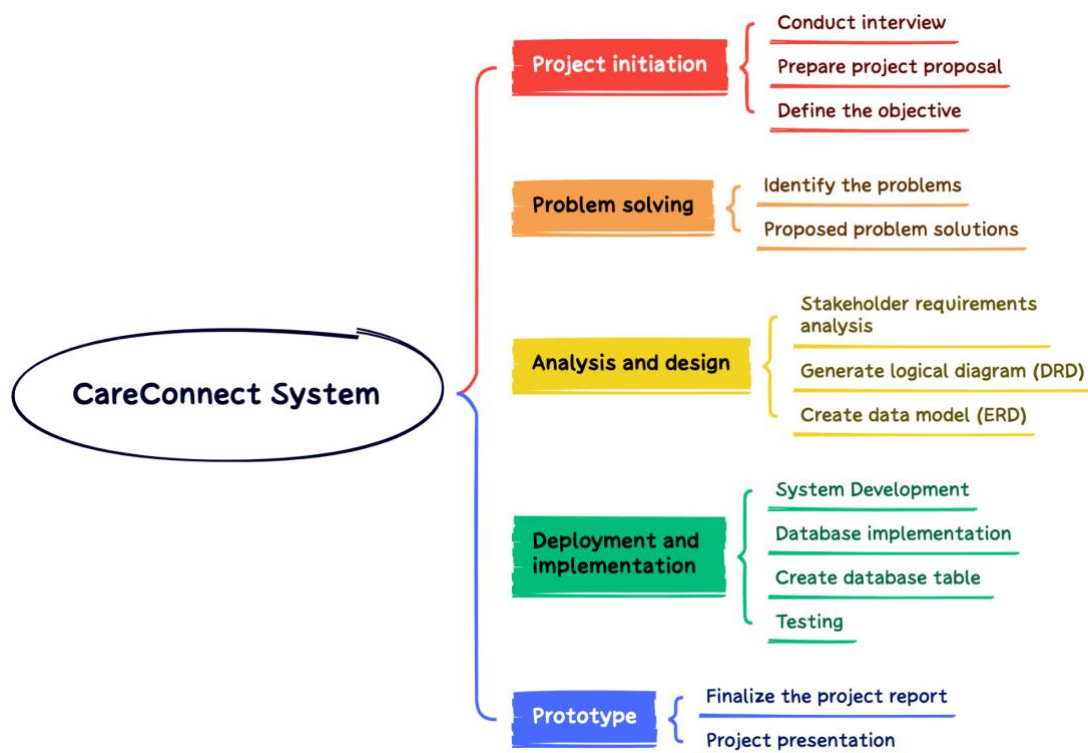 CareConnect System
Project initiation
Conduct interview
Prepare project proposal
Define the objective
Problem solving
Identify the problems
Proposed problem solutions
Analysis and design
Stakeholder requirements
analysis
Generate logical diagram (DRD)
Create data model (ERD)
Deployment and
implementation
System Development
Database implementation
Create database table
Testing
Prototype
Finalize the project report
Project presentation